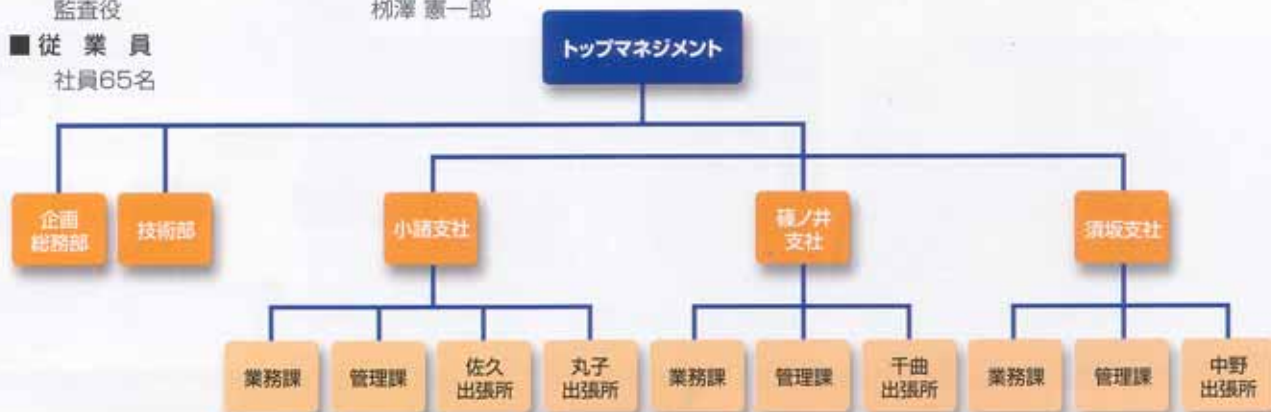 監査役 栁澤 憲一郎
■従業員
社員65名
トップマネジメント
企画
総務部
技術部
小諸支社
篠ノ井
支社
須坂支社
業務課
管理課
佐久
出張所
丸子
出張所
業務課
管理課
千曲
出張所
業務課
管理課
中野
出張所